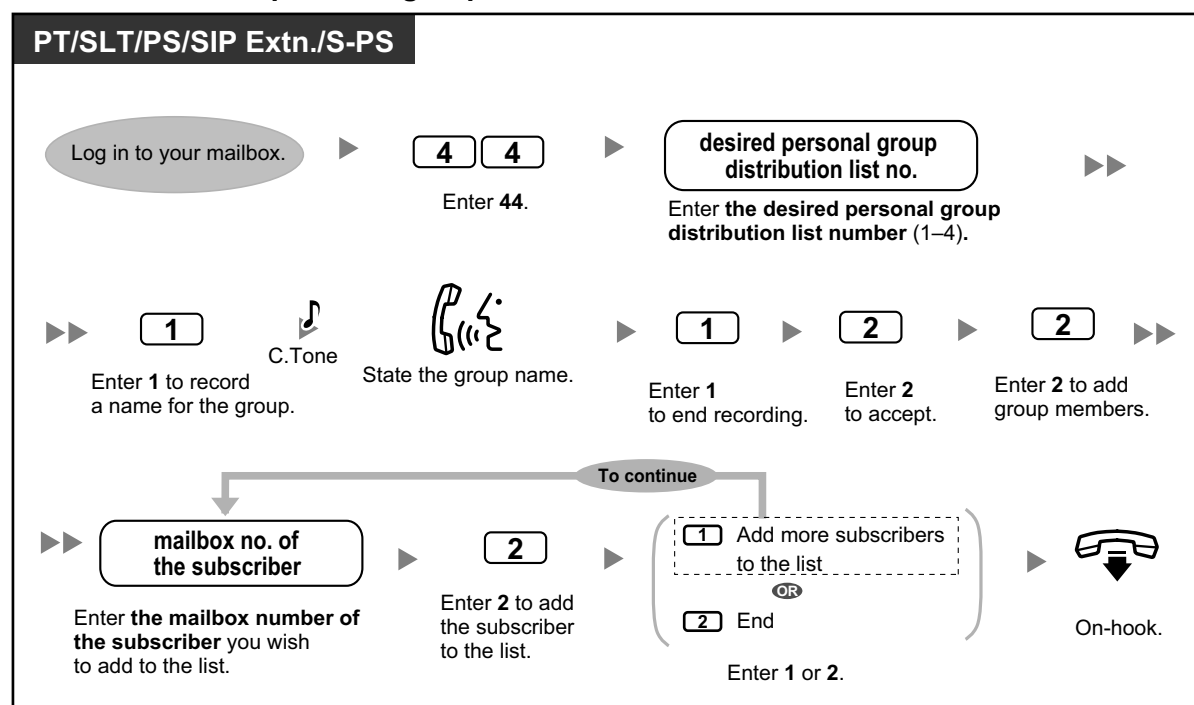 PT/SLT/PS/SIP Extn./S-PS
Log in to your mailbox.
4 4
Enter 44.
desired personal group
distribution list no.
Enter the desired personal group
distribution list number (1–4).
1
Enter 1 to record
a name for the group.
C.Tone
State the group name.
1
Enter 1
to end recording.
2
Enter 2
to accept.
2
Enter 2 to add
group members.
To continue
mailbox no. of
the subscriber
Enter the mailbox number of
the subscriber you wish
to add to the list.
2
Enter 2 to add
the subscriber
to the list.
1 Add more subscribers
to the list
OR
2 End
Enter 1 or 2.
On-hook.